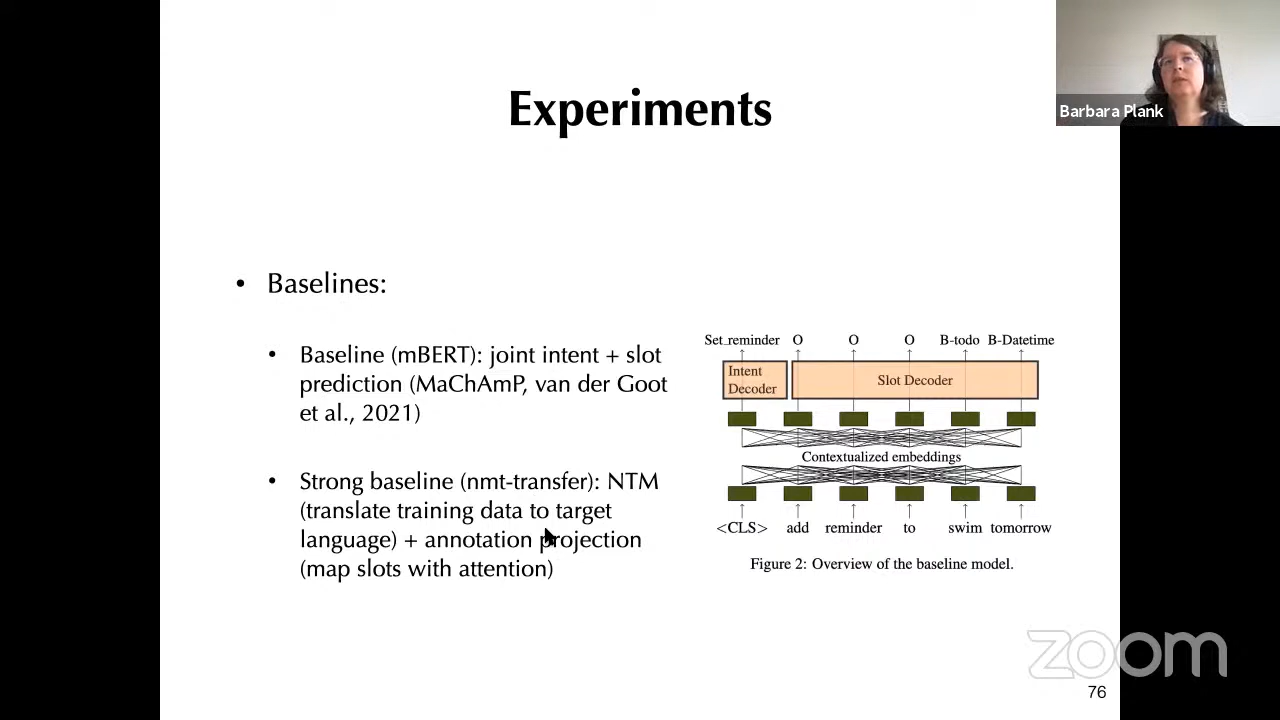 Barbara Plank
Experiments
• Baselines:
• Baseline (mBERT): joint intent + slot
prediction (MaChAmP, van der Goot
et al., 2021)
• Strong baseline (nmt-transfer): NTM
(translate training data to target
language) + annotation projection
(map slots with attention)
Set_reminder O O O B-todo B-Datetime
Intent
Decoder
Slot Decoder
Contextualized embeddings
<CLS> add reminder to swim tomorrow
Figure 2: Overview of the baseline model.
zoom
76